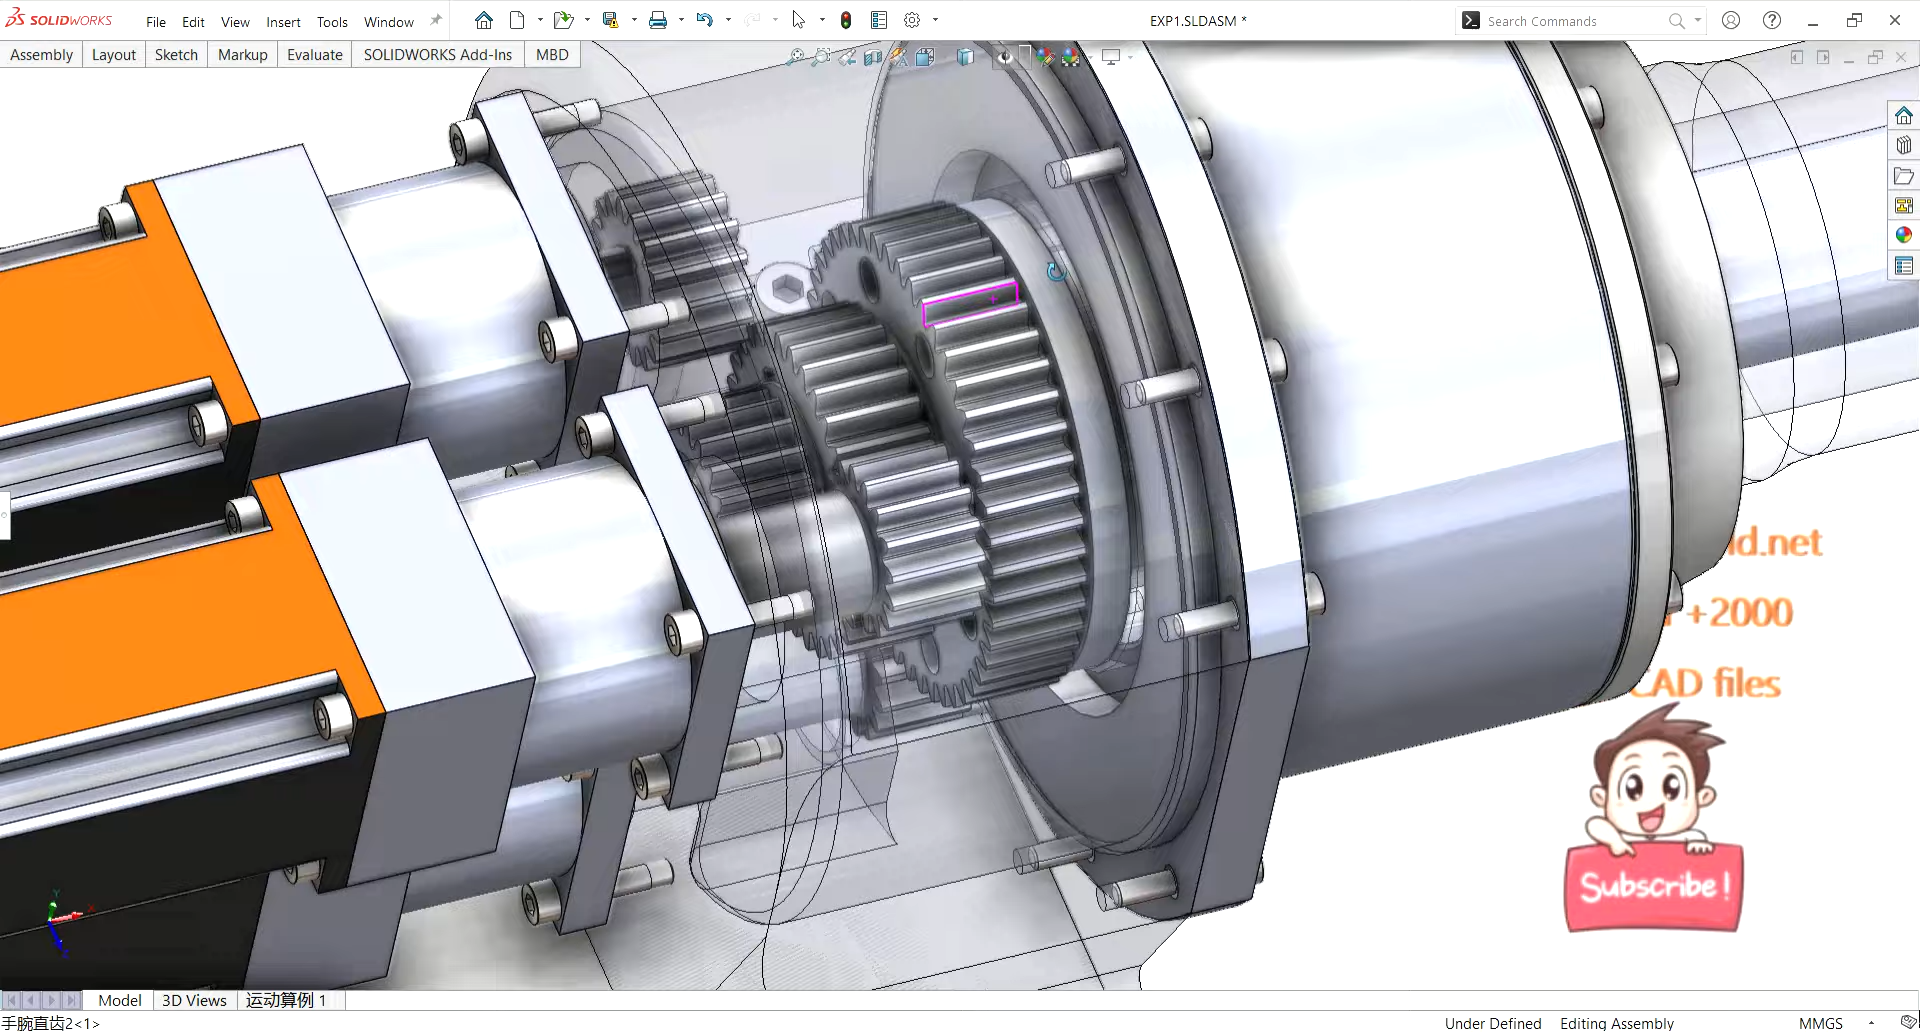 SOLIDWORKS File Edit View Insert Tools Window EXP1.SLDASM * Search Commands
Assembly Layout Sketch Markup Evaluate SOLIDWORKS Add-Ins MBD
ld.net
+2000
CAD files
Subscribe!
Y X Z
Model 3D Views 运动算例 1
手腕直齿2<1> Under Defined Editing Assembly MMGS